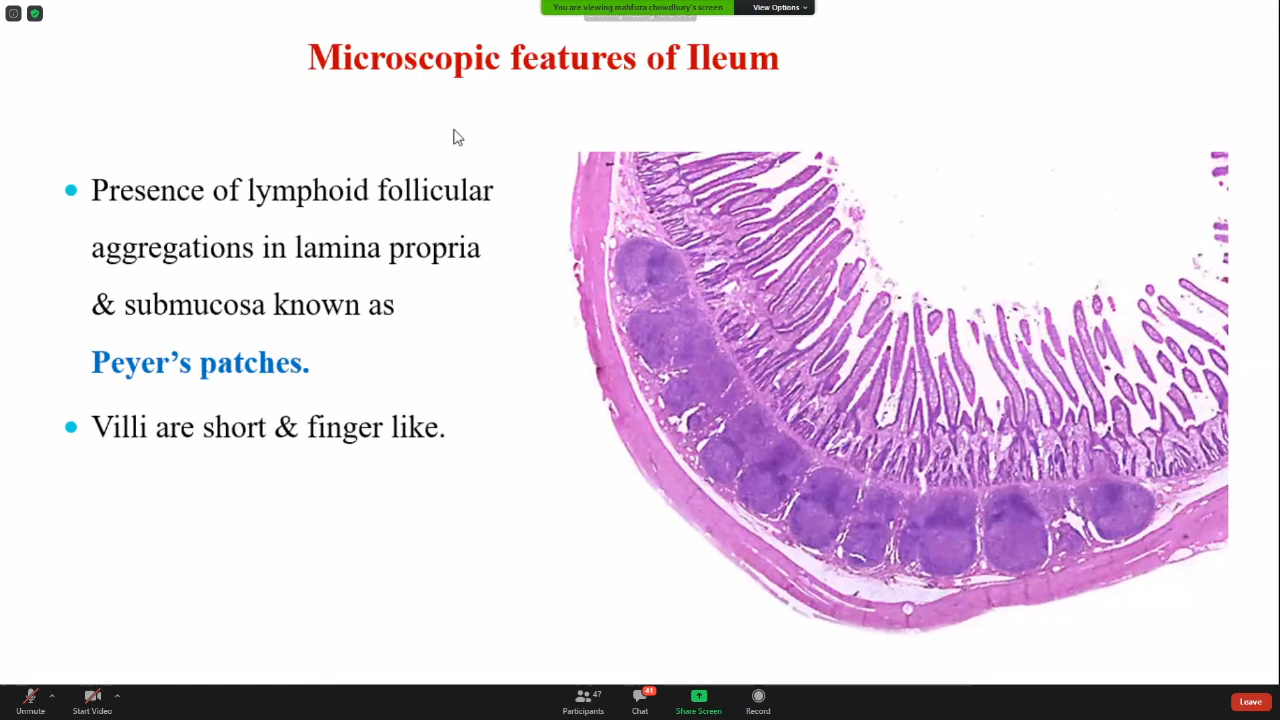 You are viewing mahfuza chowdhury's screen
View Options
Microscopic features of Ileum
Presence of lymphoid follicular
aggregations in lamina propria
& submucosa known as
Peyer’s patches.
Villi are short & finger like.
Unmute
Start Video
47
Participants
41
Chat
Share Screen
Record
Leave